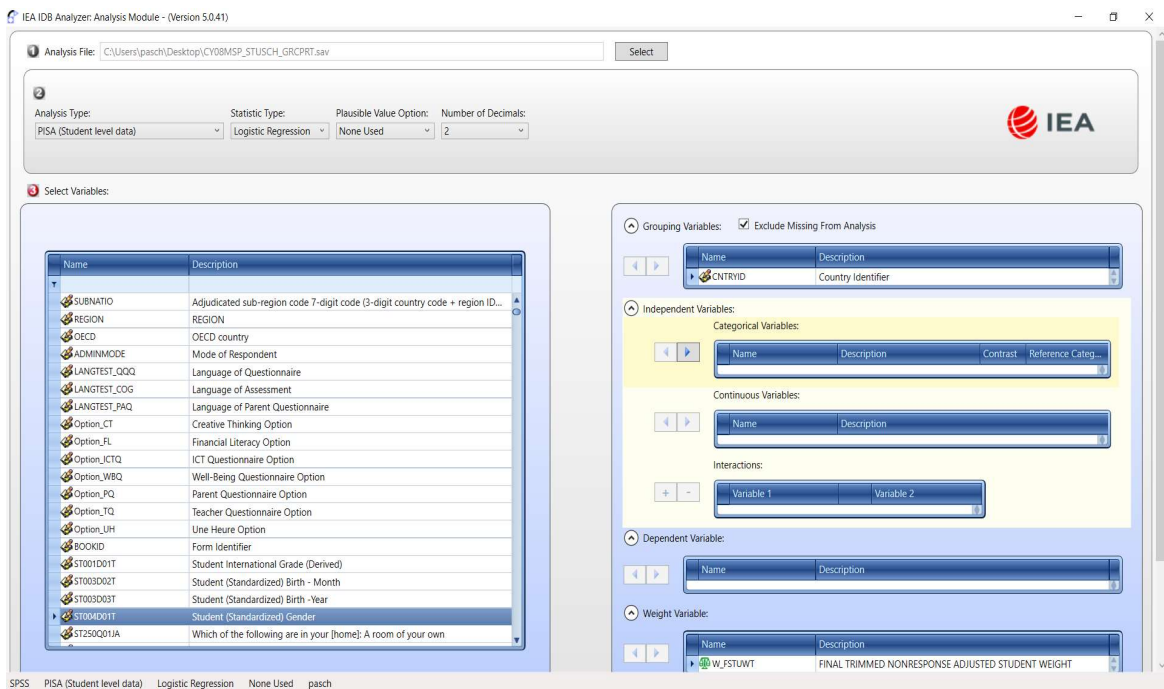 IEA IDB Analyzer: Analysis Module - (Version 5.0.41)
1 Analysis File: C:\Users\pasch\Desktop\CY08MSP_STUSCH_GRCPRT.sav Select
2
Analysis Type: Statistic Type: Plausible Value Option: Number of Decimals:
PISA (Student level data) Logistic Regression None Used 2
IEA
3 Select Variables:
Name Description
SUBNATIO Adjudicated sub-region code 7-digit code (3-digit country code + region ID...
REGION REGION
OECD OECD country
ADMINMODE Mode of Respondent
LANGTEST_QQQ Language of Questionnaire
LANGTEST_COG Language of Assessment
LANGTEST_PAQ Language of Parent Questionnaire
Option_CT Creative Thinking Option
Option_FL Financial Literacy Option
Option_ICTQ ICT Questionnaire Option
Option_WBQ Well-Being Questionnaire Option
Option_PQ Parent Questionnaire Option
Option_TQ Teacher Questionnaire Option
Option_UH Une Heure Option
BOOKID Form Identifier
ST001D01T Student International Grade (Derived)
ST003D02T Student (Standardized) Birth - Month
ST003D03T Student (Standardized) Birth -Year
ST004D01T Student (Standardized) Gender
ST250Q01JA Which of the following are in your [home]: A room of your own
Grouping Variables: Exclude Missing From Analysis
Name Description
CNTRYID Country Identifier
Independent Variables:
Categorical Variables:
Name Description Contrast Reference Categ...
Continuous Variables:
Name Description
Interactions:
+ - Variable 1 Variable 2
Dependent Variable:
Name Description
Weight Variable:
Name Description
W_FSTUWT FINAL TRIMMED NONRESPONSE ADJUSTED STUDENT WEIGHT
SPSS PISA (Student level data) Logistic Regression None Used pasch